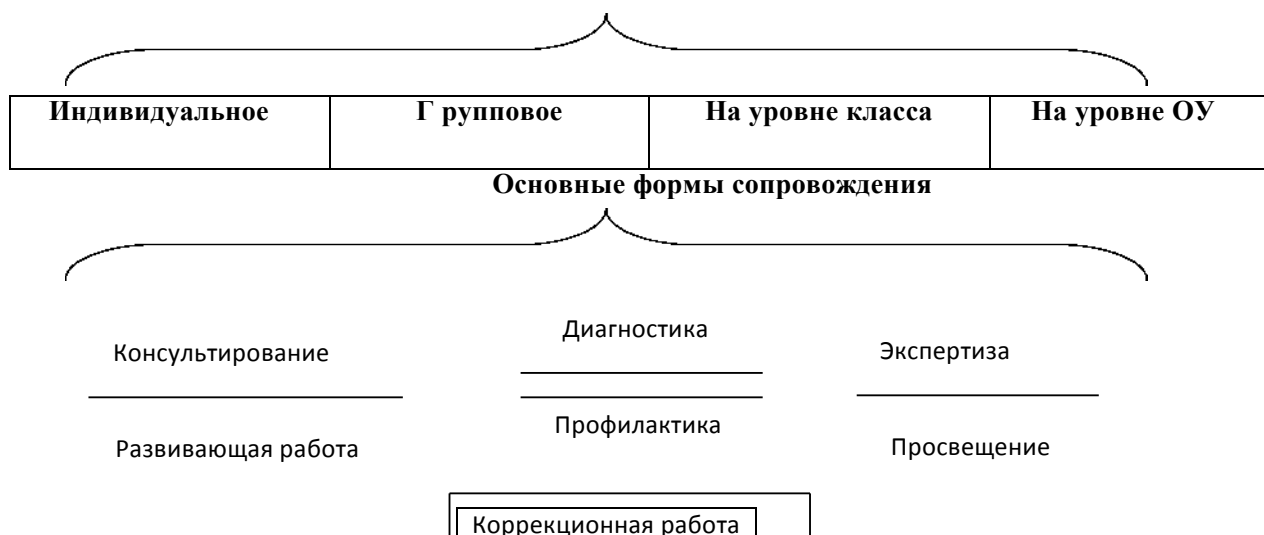 Индивидуальное Г рупповое На уровне класса На уровне ОУ
Основные формы сопровождения
Диагностика
Консультирование Экспертиза
Профилактика
Развивающая работа Просвещение
Коррекционная работа